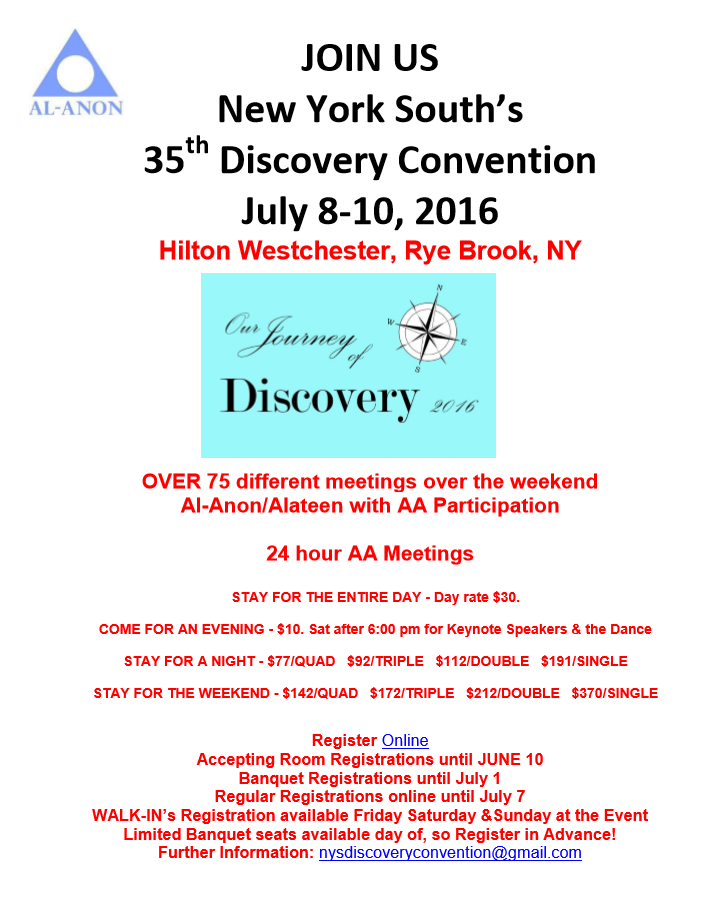 AL-ANON
JOIN US
New York South’s
35th Discovery Convention
July 8-10, 2016
Hilton Westchester, Rye Brook, NY
N
W
E
S
Our Journey of
Discovery 2016
OVER 75 different meetings over the weekend
Al-Anon/Alateen with AA Participation
24 hour AA Meetings
STAY FOR THE ENTIRE DAY - Day rate $30.
COME FOR AN EVENING - $10. Sat after 6:00 pm for Keynote Speakers & the Dance
STAY FOR A NIGHT - $77/QUAD $92/TRIPLE $112/DOUBLE $191/SINGLE
STAY FOR THE WEEKEND - $142/QUAD $172/TRIPLE $212/DOUBLE $370/SINGLE
Register Online
Accepting Room Registrations until JUNE 10
Banquet Registrations until July 1
Regular Registrations online until July 7
WALK-IN’s Registration available Friday Saturday &Sunday at the Event
Limited Banquet seats available day of, so Register in Advance!
Further Information: nysdiscoveryconvention@gmail.com